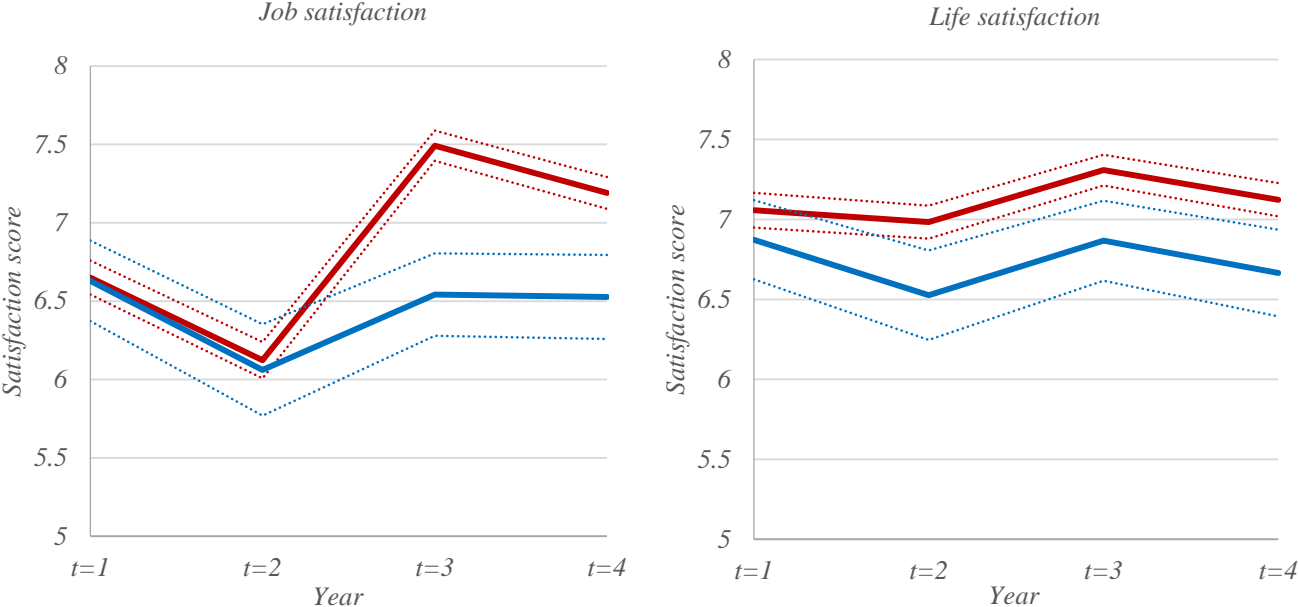 Job satisfaction
Satisfaction score
8
7.5
7
6.5
6
5.5
5
t=1 t=2 t=3 t=4
Year
Life satisfaction
Satisfaction score
8
7.5
7
6.5
6
5.5
5
t=1 t=2 t=3 t=4
Year